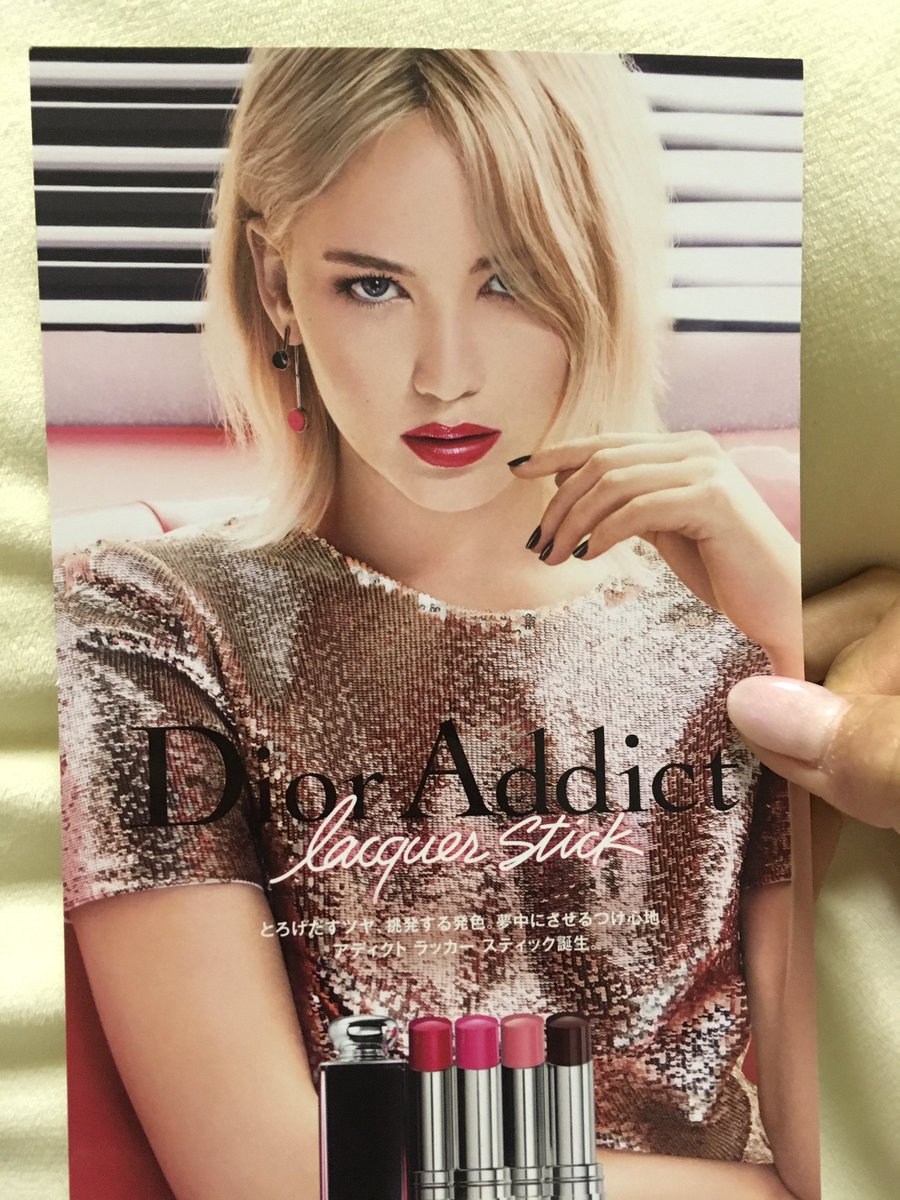 Dior Addict
lacquer stick
とろけだすツヤ、挑発する発色、夢中にさせるつけ心地
アディクト ラッカー スティック誕生